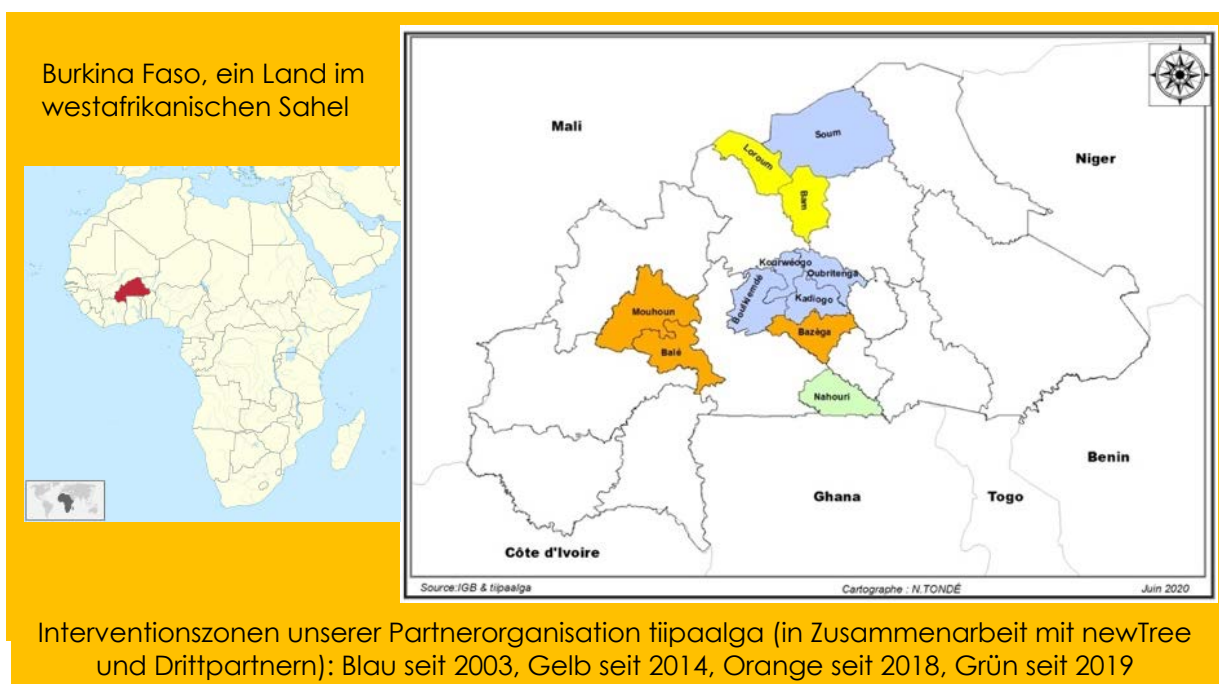 Burkina Faso, ein Land im
westafrikanischen Sahel
Mali
Soum
Niger
Loroum
Bam
Kourwéogo
Oubritenga
Boulkiemdé
Kadiogo
Mouhoun
Bazèga
Balé
Nahouri
Benin
Ghana
Togo
Côte d'Ivoire
Source:IGB & tiipaalga
Cartographe : N.TONDÉ
Juin 2020
Interventionszonen unserer Partnerorganisation tiipaalga (in Zusammenarbeit mit newTree
und Drittpartnern): Blau seit 2003, Gelb seit 2014, Orange seit 2018, Grün seit 2019